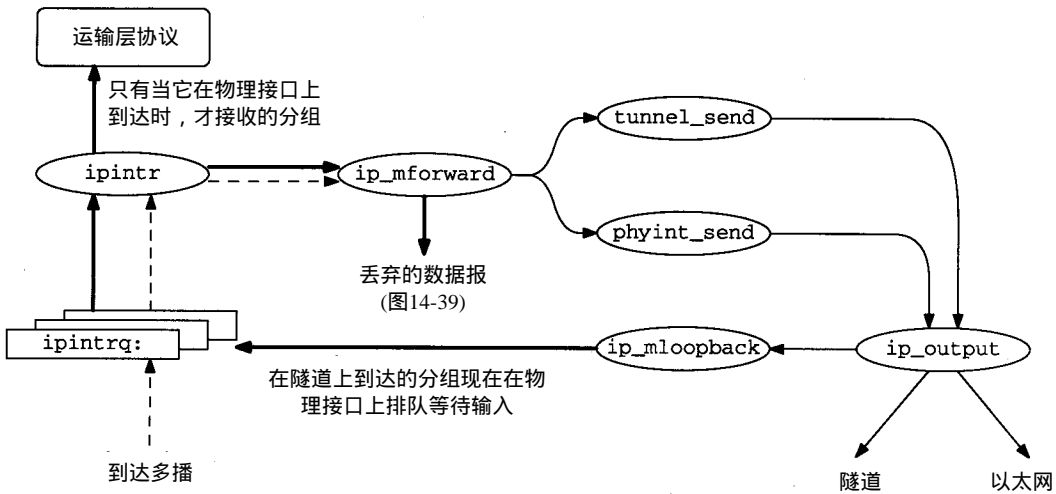 运输层协议
只有当它在物理接口上
到达时，才接收的分组
tunnel_send
ipintr
ip_mforward
phyint_send
丢弃的数据报
(图14-39)
ipintrq:
ip_mloopback
ip_output
在隧道上到达的分组现在在物
理接口上排队等待输入
到达多播
隧道
以太网